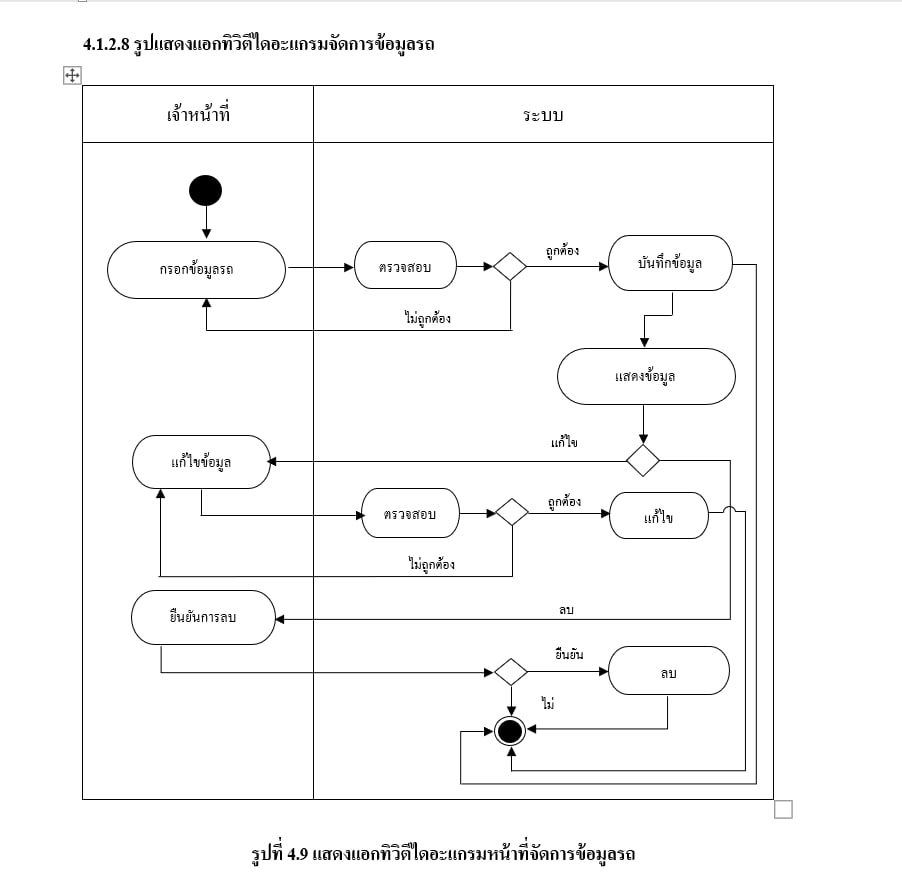 4.1.2.8 รูปแสดงแอกทิวิตีไดอะแกรมจัดการข้อมูลรถ
เจ้าหน้าที่
ระบบ
กรอกข้อมูลรถ
ตรวจสอบ
ถูกต้อง
บันทึกข้อมูล
ไม่ถูกต้อง
แสดงข้อมูล
แก้ไข
แก้ไขข้อมูล
ตรวจสอบ
ถูกต้อง
แก้ไข
ไม่ถูกต้อง
ยืนยันการลบ
ลบ
ยืนยัน
ลบ
ไม่
รูปที่ 4.9 แสดงแอกทิวิตีไดอะแกรมหน้าที่จัดการข้อมูลรถ